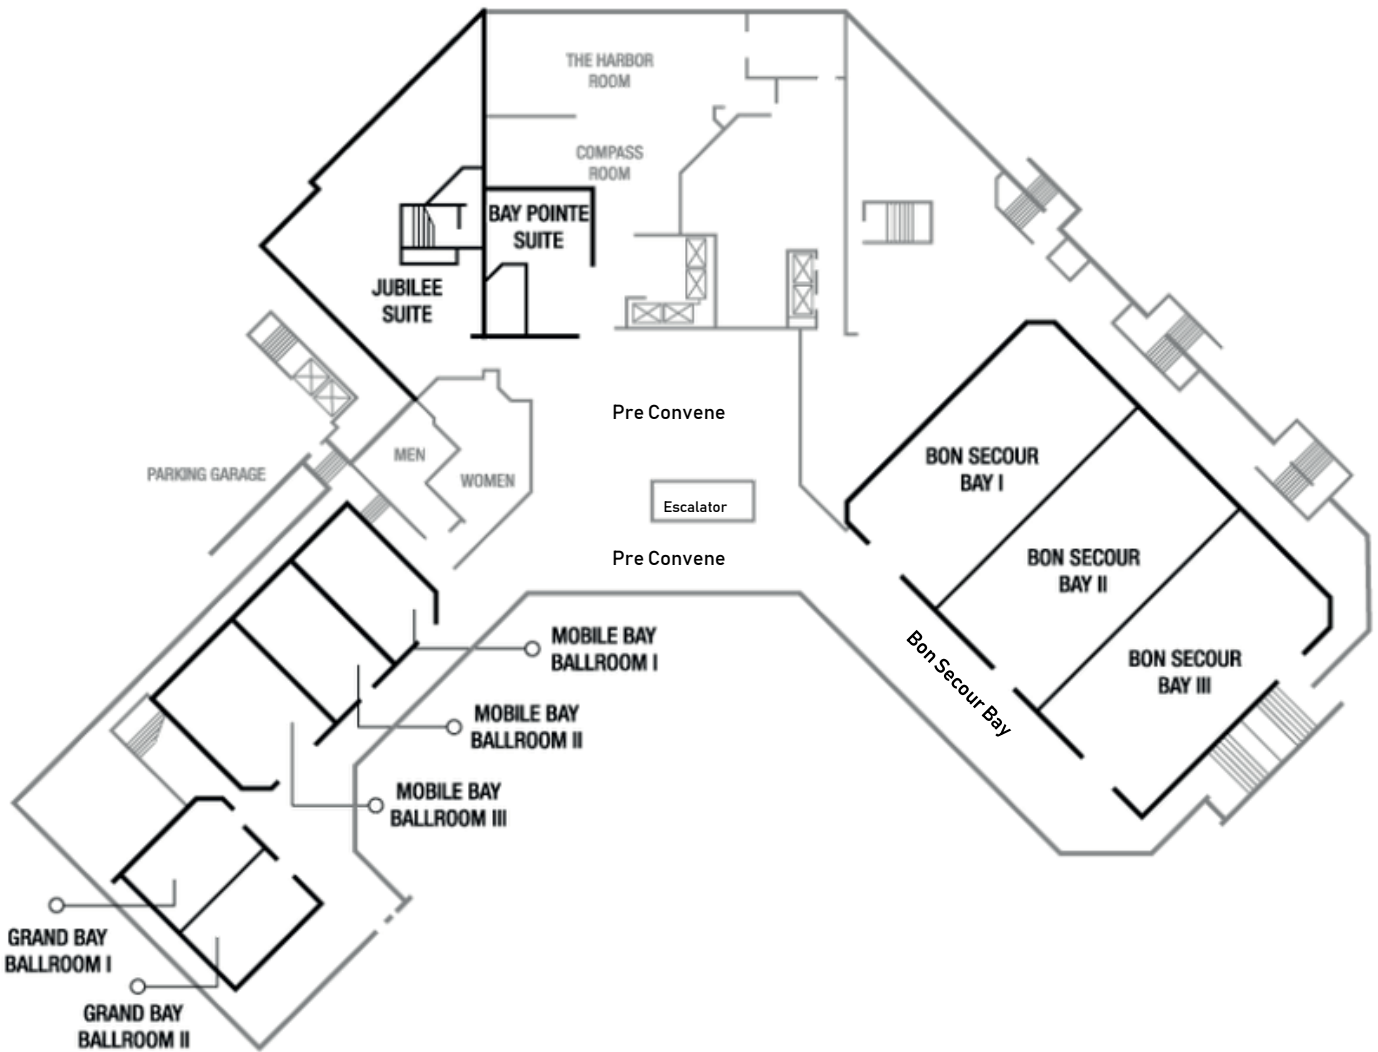 THE HARBOR
ROOM
COMPASS
ROOM
BAY POINTE
SUITE
JUBILEE
SUITE
Pre Convene
MEN
WOMEN
PARKING GARAGE
Escalator
Pre Convene
BON SECOUR
BAY I
BON SECOUR
BAY II
BON SECOUR
BAY III
Bon Secour Bay
MOBILE BAY
BALLROOM I
MOBILE BAY
BALLROOM II
MOBILE BAY
BALLROOM III
GRAND BAY
BALLROOM I
GRAND BAY
BALLROOM II